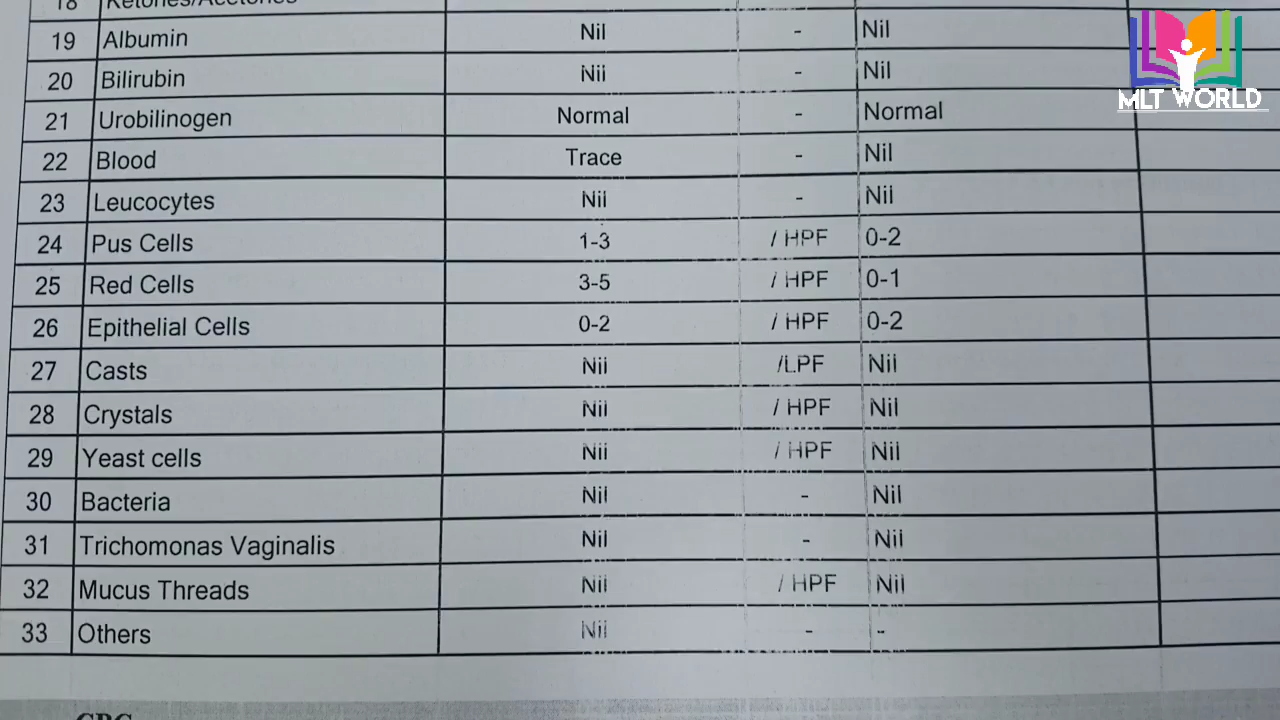 18 Ketones/Acetones
19 Albumin Nil - Nil
20 Bilirubin Nil - Nil
21 Urobilinogen Normal - Normal
22 Blood Trace - Nil
23 Leucocytes Nil - Nil
24 Pus Cells 1-3 / HPF 0-2
25 Red Cells 3-5 / HPF 0-1
26 Epithelial Cells 0-2 / HPF 0-2
27 Casts Nil /LPF Nil
28 Crystals Nil / HPF Nil
29 Yeast cells Nil / HPF Nil
30 Bacteria Nil - Nil
31 Trichomonas Vaginalis Nil - Nil
32 Mucus Threads Nil / HPF Nil
33 Others Nil - -
CBC
MLT WORLD